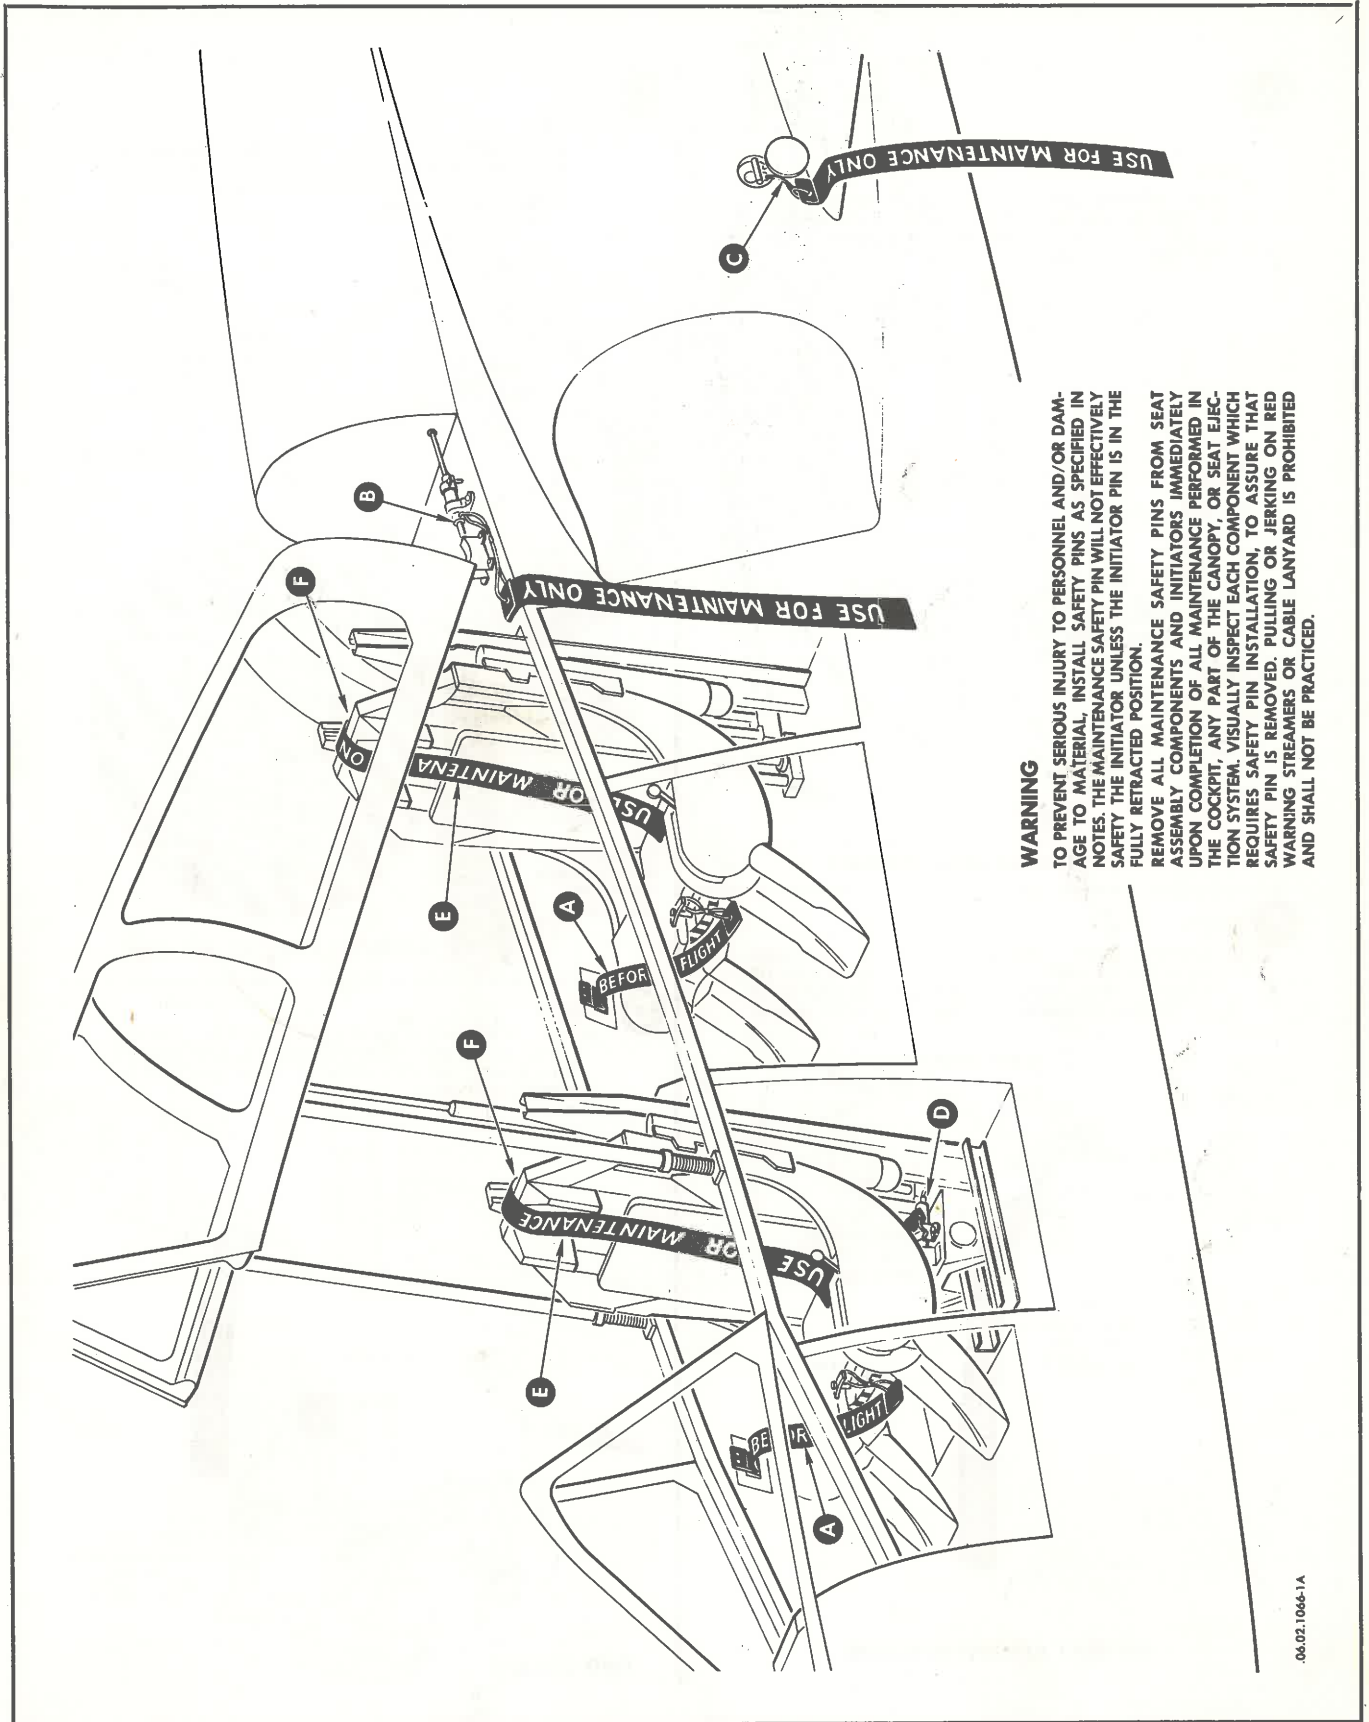 USE FOR MAINTENANCE ONLY
C
B
F
USE FOR MAINTENANCE ONLY
USE OR MAINTENA ON
E
A
BEFOR FLIGHT
F
D
USE OR MAINTENANCE
E
BE OR LIGHT
A
WARNING
TO PREVENT SERIOUS INJURY TO PERSONNEL AND/OR DAM-
AGE TO MATERIAL, INSTALL SAFETY PINS AS SPECIFIED IN
NOTES. THE MAINTENANCE SAFETY PIN WILL NOT EFFECTIVELY
SAFETY THE INITIATOR UNLESS THE INITIATOR PIN IS IN THE
FULLY RETRACTED POSITION.
REMOVE ALL MAINTENANCE SAFETY PINS FROM SEAT
ASSEMBLY COMPONENTS AND INITIATORS IMMEDIATELY
UPON COMPLETION OF ALL MAINTENANCE PERFORMED IN
THE COCKPIT, ANY PART OF THE CANOPY, OR SEAT EJEC-
TION SYSTEM. VISUALLY INSPECT EACH COMPONENT WHICH
REQUIRES SAFETY PIN INSTALLATION, TO ASSURE THAT
SAFETY PIN IS REMOVED. PULLING OR JERKING ON RED
WARNING STREAMERS OR CABLE LANYARD IS PROHIBITED
AND SHALL NOT BE PRACTICED.
.06.02.1066-1A